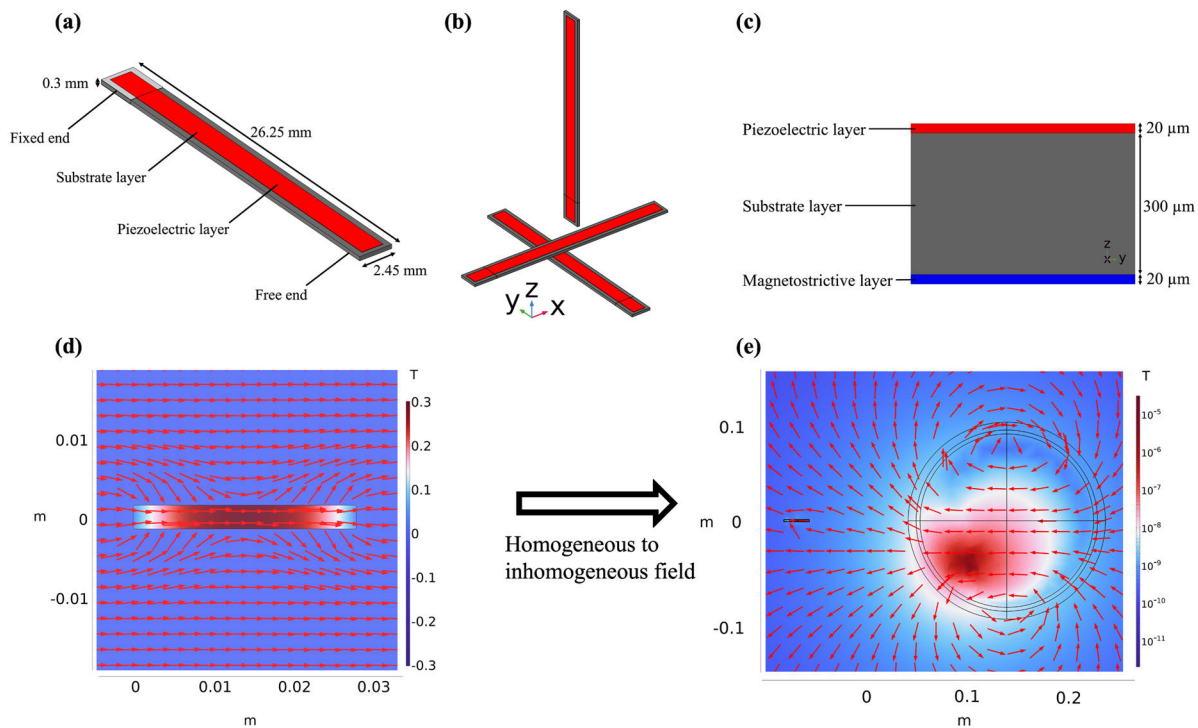 (a)
0.3 mm
Fixed end
26.25 mm
Substrate layer
Piezoelectric layer
2.45 mm
Free end
(b)
z
y
x
(c)
Piezoelectric layer
20 µm
Substrate layer
300 µm
z
x
y
Magnetostrictive layer
20 µm
(d)
T
0.3
0.2
0.1
0
-0.1
-0.2
-0.3
0.01
m
0
-0.01
0
0.01
0.02
0.03
m
Homogeneous to
inhomogeneous field
(e)
T
10-5
10-6
10-7
10-8
10-9
10-10
10-11
0.1
m
0
-0.1
0
0.1
0.2
m